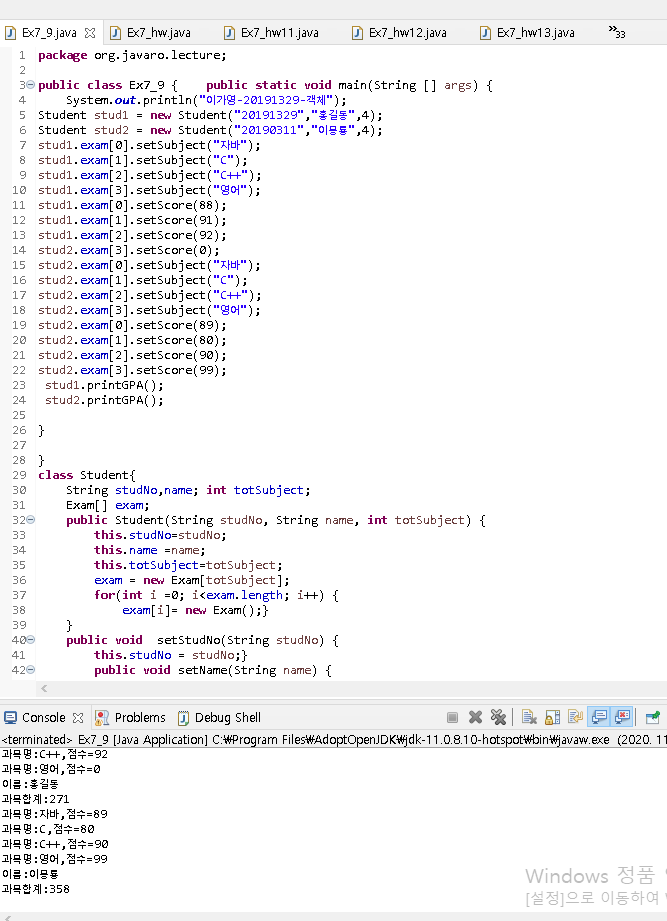 Ex7_9.java Ex7_hw.java Ex7_hw11.java Ex7_hw12.java Ex7_hw13.java »33
1 package org.javaro.lecture;
2
3 public class Ex7_9 { public static void main(String [] args) {
4 System.out.println("이가영-20191329-객체");
5 Student stud1 = new Student("20191329","홍길동",4);
6 Student stud2 = new Student("20190311","이몽룡",4);
7 stud1.exam[0].setSubject("자바");
8 stud1.exam[1].setSubject("C");
9 stud1.exam[2].setSubject("C++");
10 stud1.exam[3].setSubject("영어");
11 stud1.exam[0].setScore(88);
12 stud1.exam[1].setScore(91);
13 stud1.exam[2].setScore(92);
14 stud2.exam[3].setScore(0);
15 stud2.exam[0].setSubject("자바");
16 stud2.exam[1].setSubject("C");
17 stud2.exam[2].setSubject("C++");
18 stud2.exam[3].setSubject("영어");
19 stud2.exam[0].setScore(89);
20 stud2.exam[1].setScore(80);
21 stud2.exam[2].setScore(90);
22 stud2.exam[3].setScore(99);
23 stud1.printGPA();
24 stud2.printGPA();
25
26 }
27
28 }
29 class Student{
30 String studNo,name; int totSubject;
31 Exam[] exam;
32 public Student(String studNo, String name, int totSubject) {
33 this.studNo=studNo;
34 this.name =name;
35 this.totSubject=totSubject;
36 exam = new Exam[totSubject];
37 for(int i =0; i<exam.length; i++) {
38 exam[i]= new Exam();}
39 }
40 public void setStudNo(String studNo) {
41 this.studNo = studNo;}
42 public void setName(String name) {
Console Problems Debug Shell
<terminated> Ex7_9 [Java Application] C:₩Program Files₩AdoptOpenJDK₩jdk-11.0.8.10-hotspot₩bin₩javaw.exe (2020. 11
과목명:C++,점수=92
과목명:영어,점수=0
이름:홍길동
과목합계:271
과목명:자바,점수=89
과목명:C,점수=80
과목명:C++,점수=90
과목명:영어,점수=99
이름:이몽룡
과목합계:358
Windows 정품
[설정]으로 이동하여